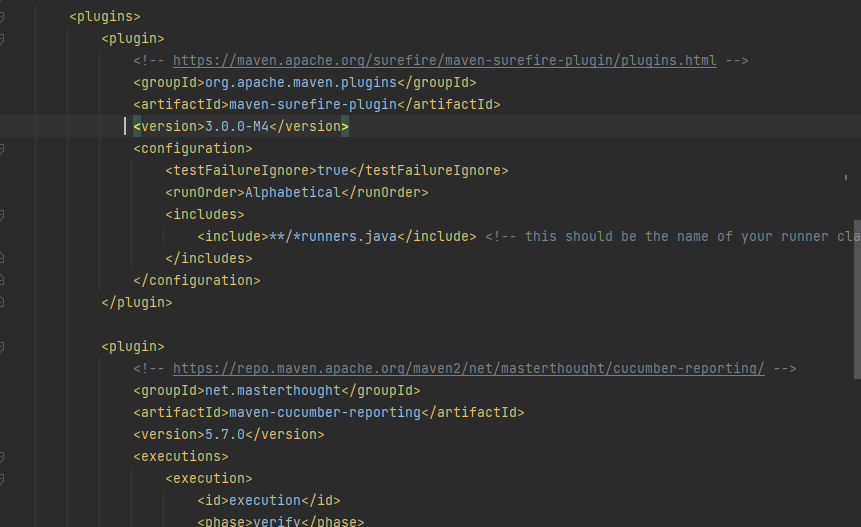 <plugins>
<plugin>
<!-- https://maven.apache.org/surefire/maven-surefire-plugin/plugins.html -->
<groupId>org.apache.maven.plugins</groupId>
<artifactId>maven-surefire-plugin</artifactId>
<version>3.0.0-M4</version>
<configuration>
<testFailureIgnore>true</testFailureIgnore>
<runOrder>Alphabetical</runOrder>
<includes>
<include>**/*runners.java</include> <!-- this should be the name of your runner cla
</includes>
</configuration>
</plugin>
<plugin>
<!-- https://repo.maven.apache.org/maven2/net/masterthought/cucumber-reporting/ -->
<groupId>net.masterthought</groupId>
<artifactId>maven-cucumber-reporting</artifactId>
<version>5.7.0</version>
<executions>
<execution>
<id>execution</id>
<phase>verify</phase>